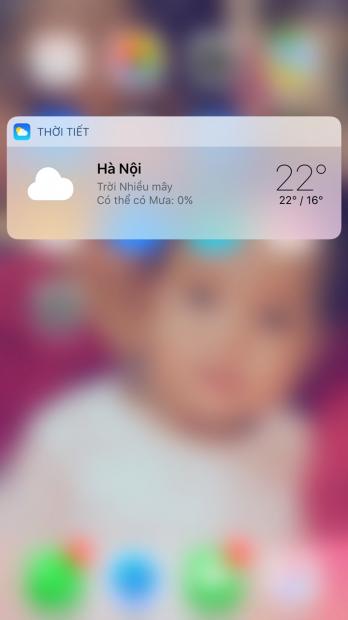 THỜI TIẾT
Hà Nội
Trời Nhiều mây
Có thể có Mưa: 0%
22°
22° / 16°